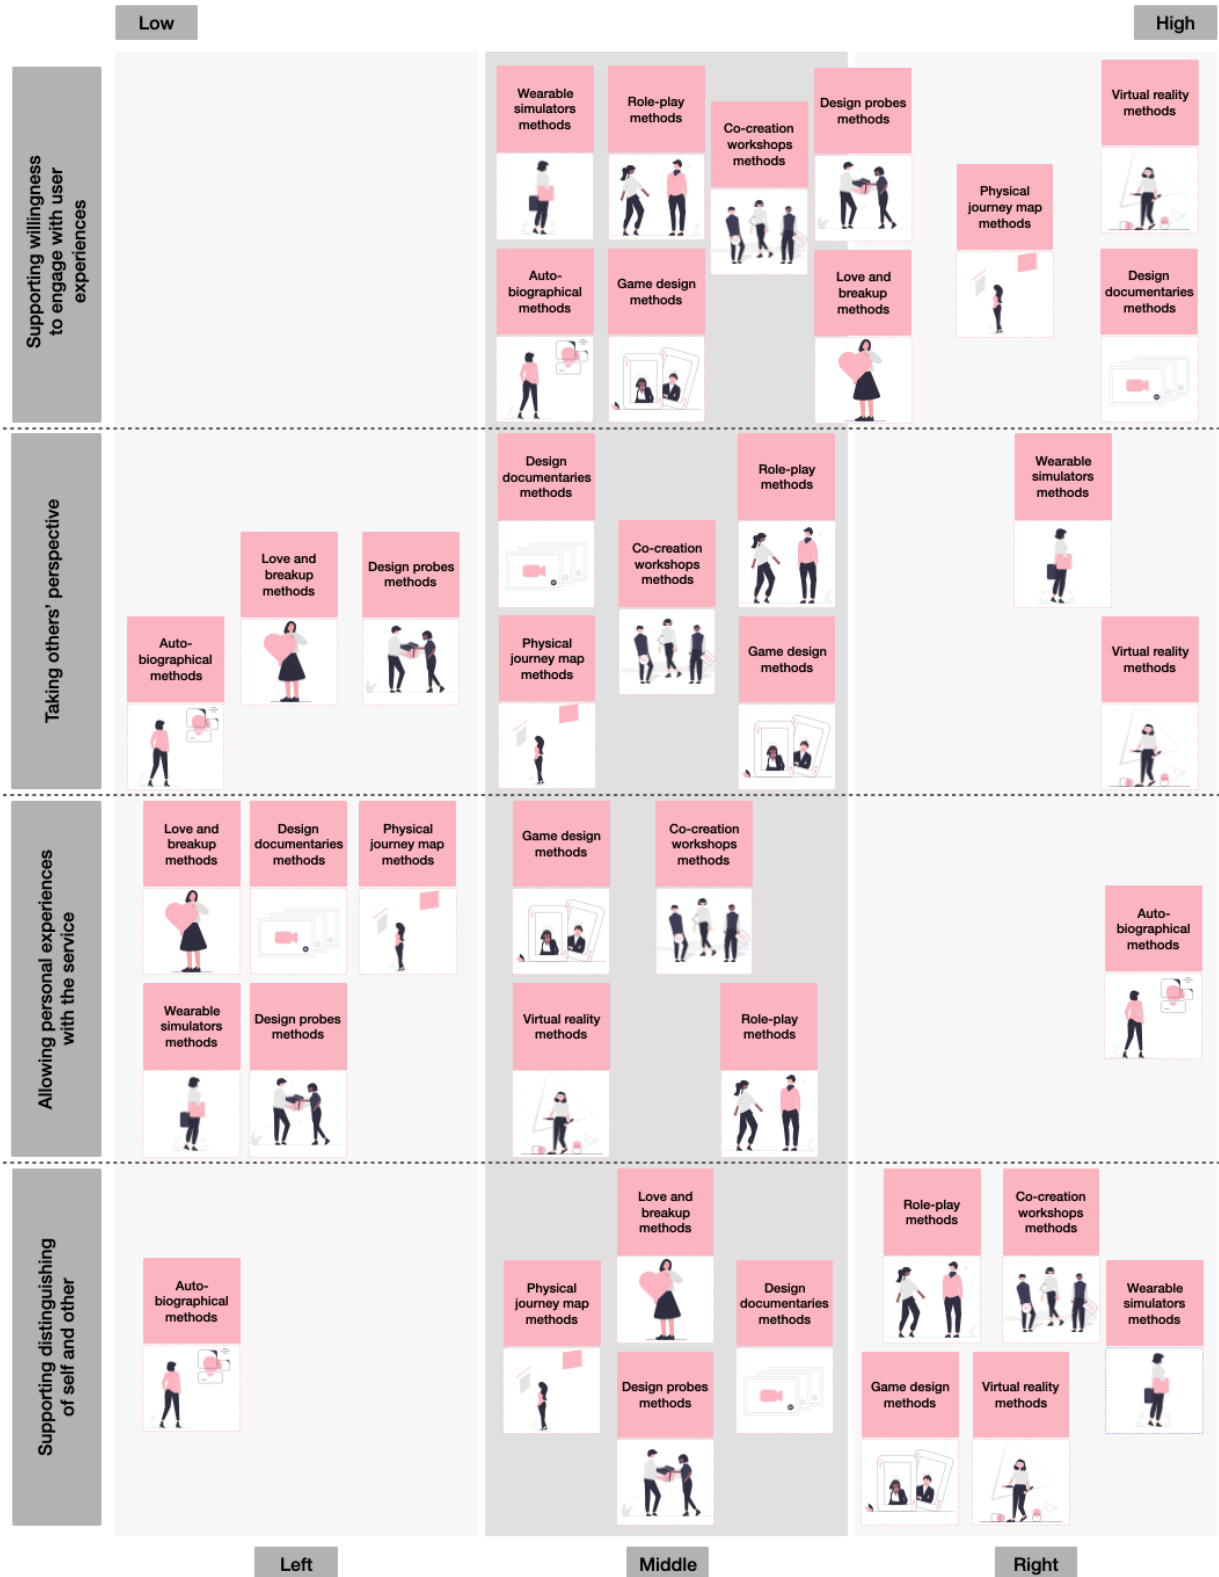 Low
High
Supporting willingness
to engage with user
experiences
Wearable
simulators
methods
Role-play
methods
Co-creation
workshops
methods
Design probes
methods
Physical
journey map
methods
Virtual reality
methods
Auto-
biographical
methods
Game design
methods
Love and
breakup
methods
Design
documentaries
methods
Taking others' perspective
Auto-
biographical
methods
Love and
breakup
methods
Design probes
methods
Design
documentaries
methods
Co-creation
workshops
methods
Role-play
methods
Wearable
simulators
methods
Physical
journey map
methods
Game design
methods
Virtual reality
methods
Allowing personal experiences
with the service
Love and
breakup
methods
Design
documentaries
methods
Physical
journey map
methods
Game design
methods
Co-creation
workshops
methods
Auto-
biographical
methods
Wearable
simulators
methods
Design probes
methods
Virtual reality
methods
Role-play
methods
Supporting distinguishing
of self and other
Auto-
biographical
methods
Physical
journey map
methods
Love and
breakup
methods
Design
documentaries
methods
Role-play
methods
Co-creation
workshops
methods
Wearable
simulators
methods
Design probes
methods
Game design
methods
Virtual reality
methods
Left
Middle
Right